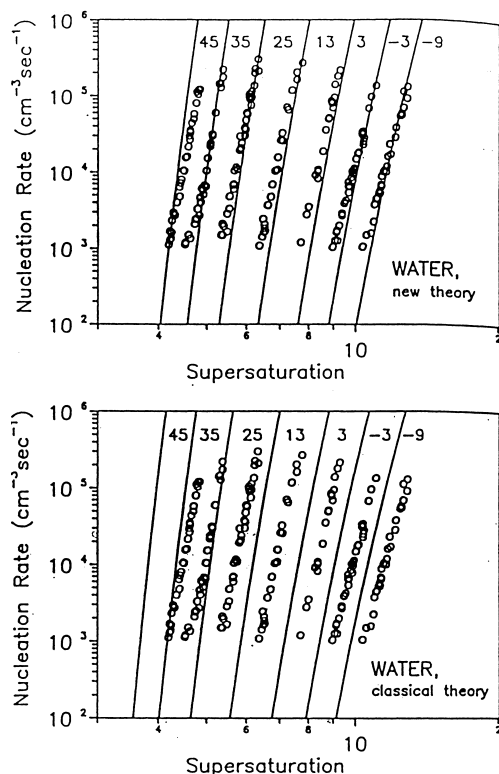 10⁶
45 35 25 13 3 −3 −9
10⁵
10⁴
10³
10²
Nucleation Rate (cm⁻³sec⁻¹)
WATER,
new theory
4 6 8 10 2
Supersaturation
10⁶
45 35 25 13 3 −3 −9
10⁵
10⁴
10³
10²
Nucleation Rate (cm⁻³sec⁻¹)
WATER,
classical theory
4 6 8 10 2
Supersaturation